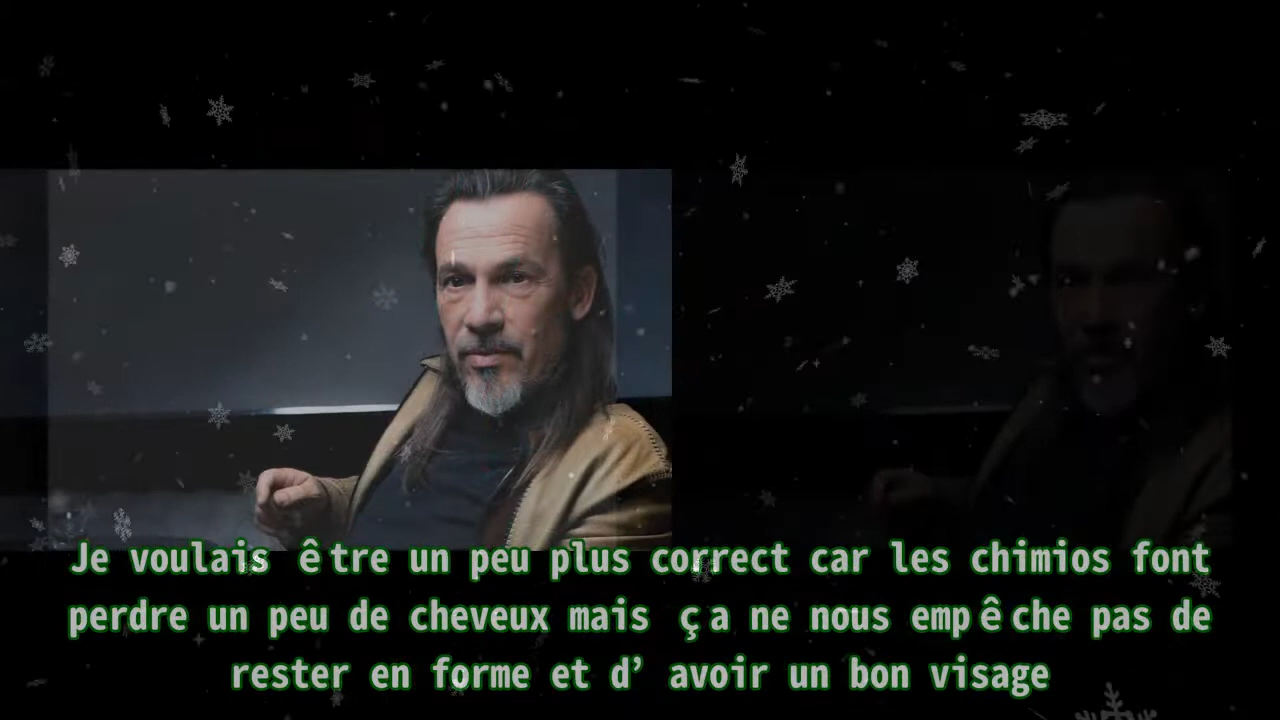 Je voulais être un peu plus correct car les chimios font
perdre un peu de cheveux mais ça ne nous empêche pas de
rester en forme et d’ avoir un bon visage